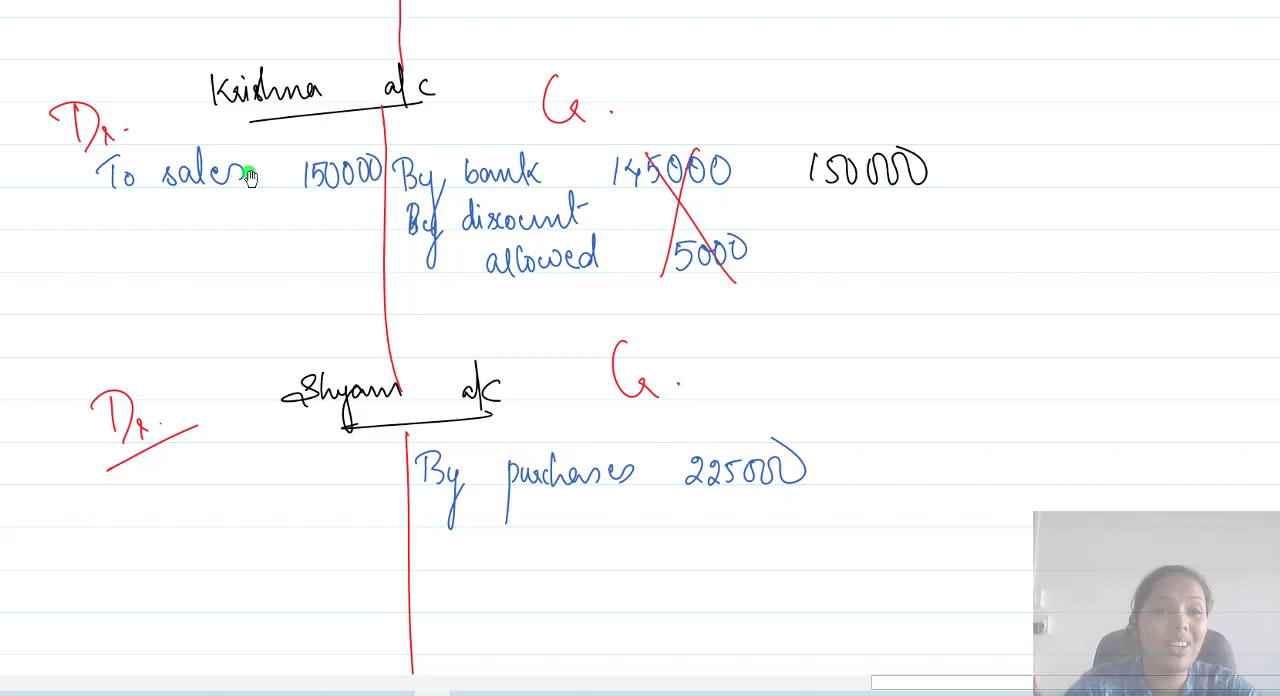 Krishna a/c
Dr. Cr.
To sales 150000 By bank 145000 150000
By discount
allowed 5000
Shyam a/c
Dr. Cr.
By purchases 225000